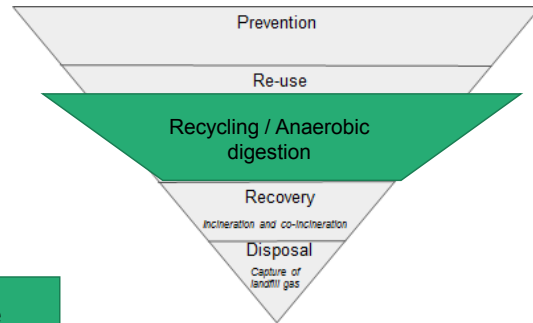 Prevention
Re-use
Recycling / Anaerobic
digestion
Recovery
Incineration and co-incineration
Disposal
Capture of
landfill gas